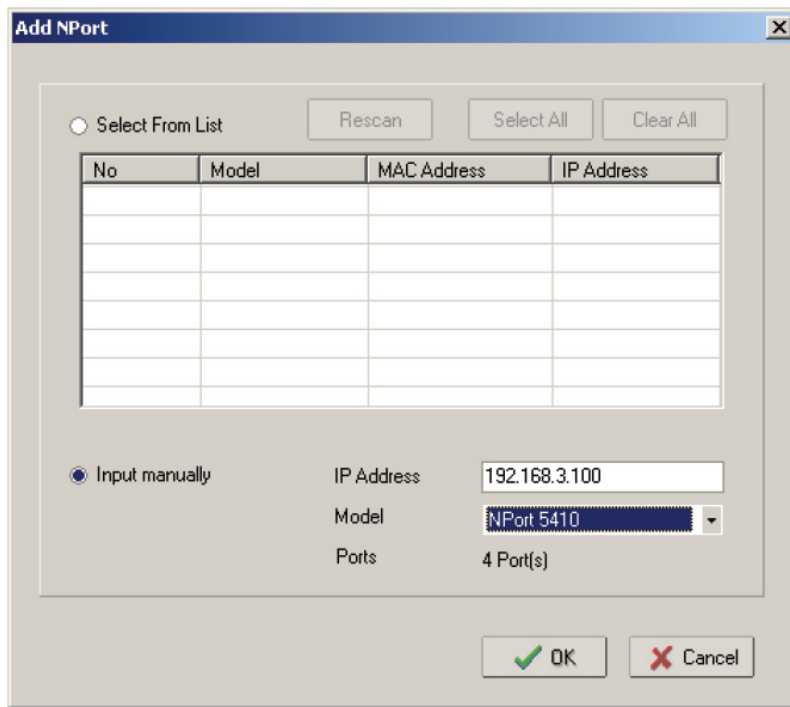 Add NPort
Select From List Rescan Select All Clear All
No Model MAC Address IP Address
Input manually IP Address 192.168.3.100
Model NPort 5410
Ports 4 Port(s)
OK Cancel